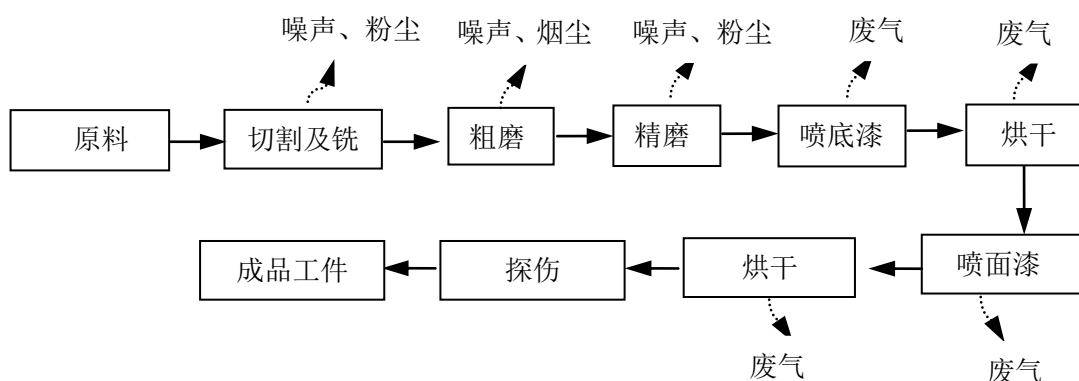 噪声、粉尘
噪声、烟尘
噪声、粉尘
废气
废气
原料
切割及铣
粗磨
精磨
喷底漆
烘干
成品工件
探伤
烘干
喷面漆
废气
废气